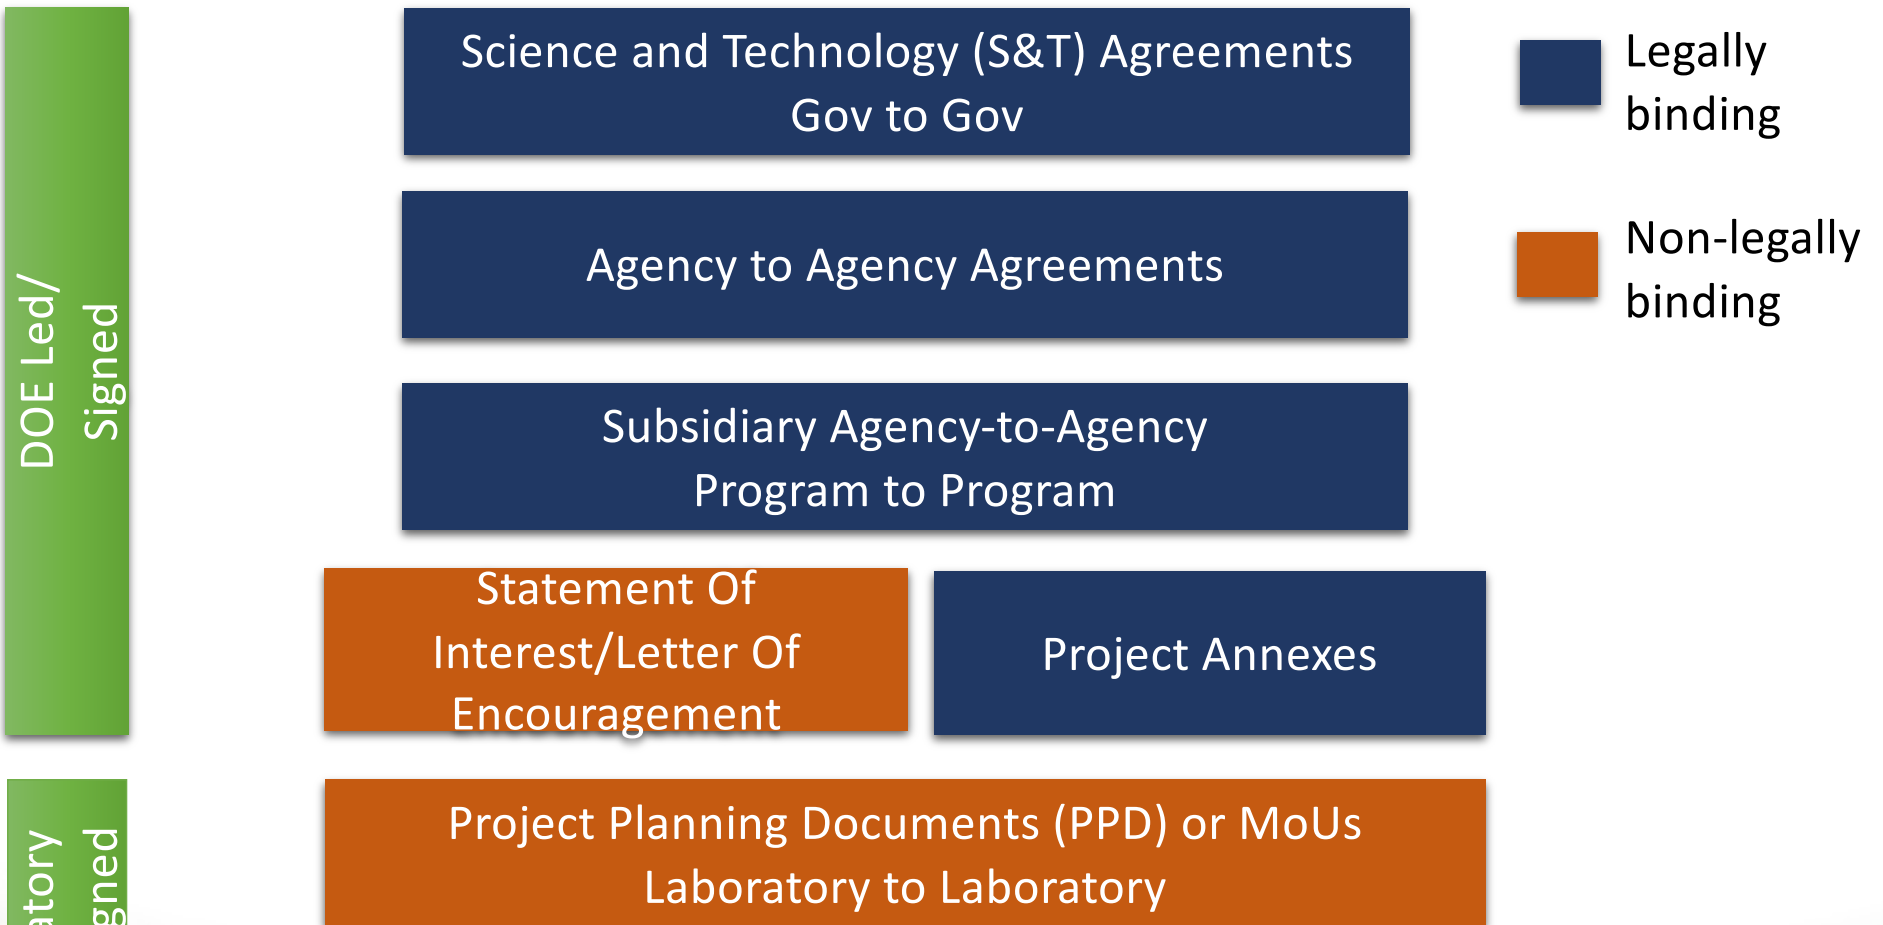 Science and Technology (S&T) Agreements
Gov to Gov
Legally
binding
Agency to Agency Agreements
Non-legally
binding
DOE Led/
Signed
Subsidiary Agency-to-Agency
Program to Program
Statement Of
Interest/Letter Of
Encouragement
Project Annexes
Project Planning Documents (PPD) or MoUs
Laboratory to Laboratory